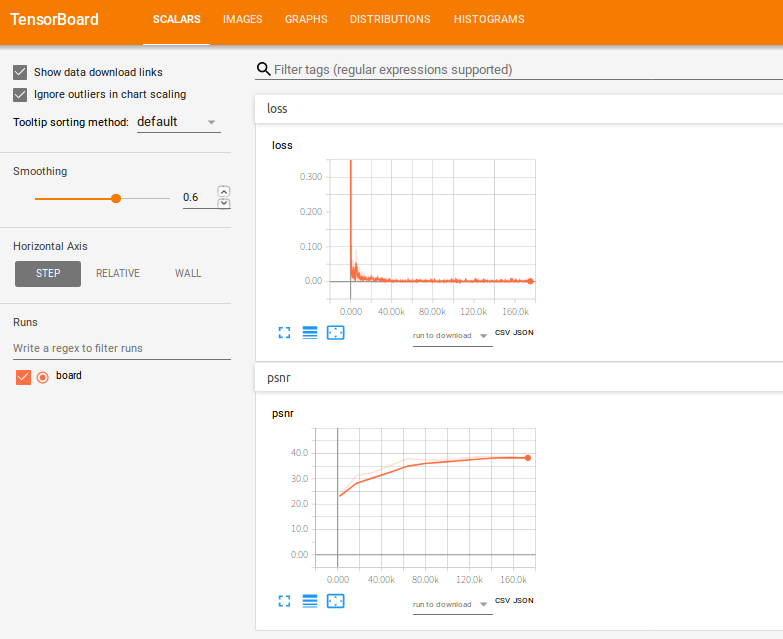 TensorBoard
SCALARS IMAGES GRAPHS DISTRIBUTIONS HISTOGRAMS
Show data download links
Ignore outliers in chart scaling
Tooltip sorting method: default
Smoothing
0.6
Horizontal Axis
STEP RELATIVE WALL
Runs
Write a regex to filter runs
board
Filter tags (regular expressions supported)
loss
loss
0.300
0.200
0.100
0.00
0.000 40.00k 80.00k 120.0k 160.0k
run to download CSV JSON
psnr
psnr
40.0
30.0
20.0
10.0
0.00
0.000 40.00k 80.00k 120.0k 160.0k
run to download CSV JSON